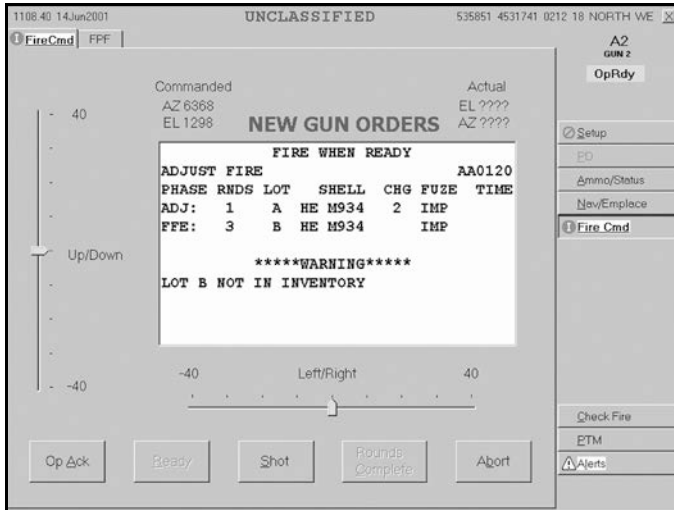 1108.40 14Jun2001 UNCLASSIFIED 535851 4531741 0212 18 NORTH WE X
FireCmd FPF
A2
GUN 2
OpRdy
Commanded Actual
AZ 6368 EL ????
EL 1298 NEW GUN ORDERS AZ ????
FIRE WHEN READY
ADJUST FIRE AA0120
PHASE RNDS LOT SHELL CHG FUZE TIME
ADJ: 1 A HE M934 2 IMP
FFE: 3 B HE M934 IMP
*****WARNING*****
LOT B NOT IN INVENTORY
40
Up/Down
-40
-40 Left/Right 40
Op Ack Ready Shot Rounds Complete Abort
Setup
PD
Ammo/Status
Nav/Emplace
Fire Cmd
Check Fire
PTM
Alerts